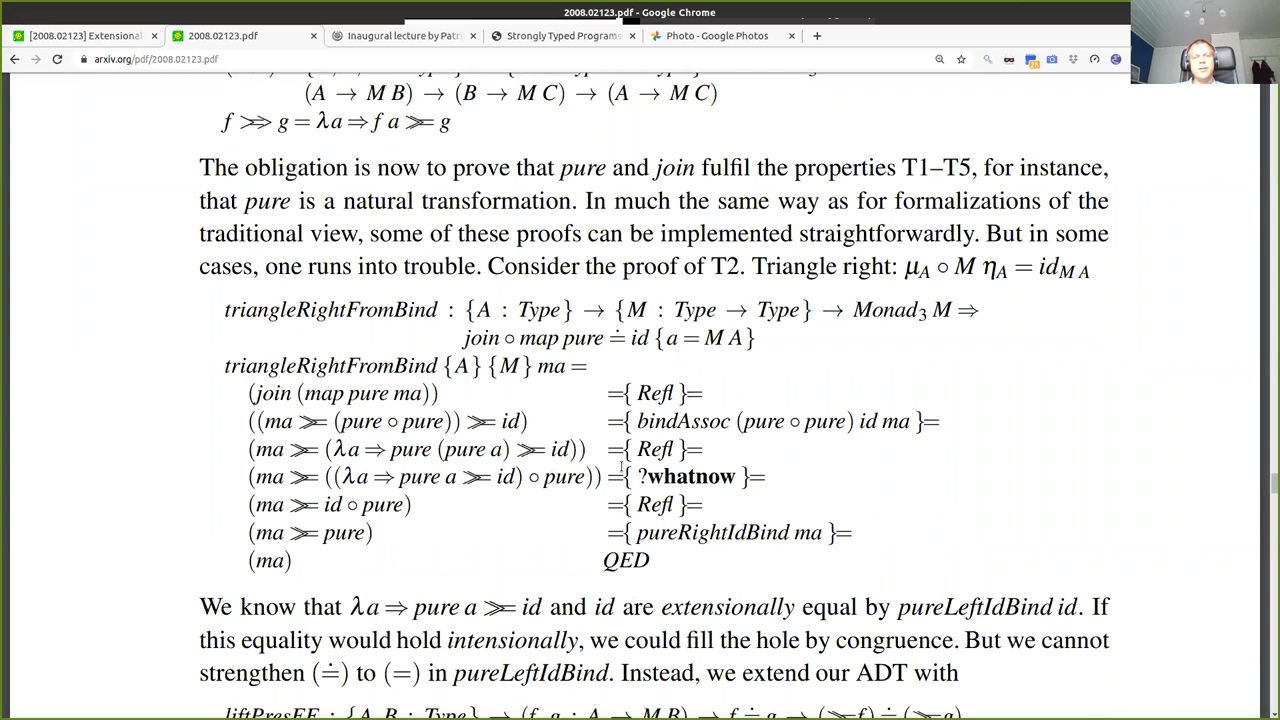 2008.02123.pdf - Google Chrome
[2008.02123] Extensional
2008.02123.pdf
Inaugural lecture by Patri
Strongly Typed Programs
Photo - Google Photos
arxiv.org/pdf/2008.02123.pdf
(A → M B) → (B → M C) → (A → M C)
f >=> g = λa ⇒ f a >>= g
The obligation is now to prove that pure and join fulfil the properties T1–T5, for instance,
that pure is a natural transformation. In much the same way as for formalizations of the
traditional view, some of these proofs can be implemented straightforwardly. But in some
cases, one runs into trouble. Consider the proof of T2. Triangle right: μ_A ∘ M η_A = id_{M A}
triangleRightFromBind : {A : Type} → {M : Type → Type} → Monad₃ M ⇒
join ∘ map pure ≐ id {a = M A}
triangleRightFromBind {A} {M} ma =
(join (map pure ma)) ={ Refl }=
((ma >>= (pure ∘ pure)) >>= id) ={ bindAssoc (pure ∘ pure) id ma }=
(ma >>= (λa ⇒ pure (pure a) >>= id)) ={ Refl }=
(ma >>= ((λa ⇒ pure a >>= id) ∘ pure)) ={ ?whatnow }=
(ma >>= id ∘ pure) ={ Refl }=
(ma >>= pure) ={ pureRightIdBind ma }=
(ma) QED
We know that λa ⇒ pure a >>= id and id are extensionally equal by pureLeftIdBind id. If
this equality would hold intensionally, we could fill the hole by congruence. But we cannot
strengthen (≐) to (=) in pureLeftIdBind. Instead, we extend our ADT with